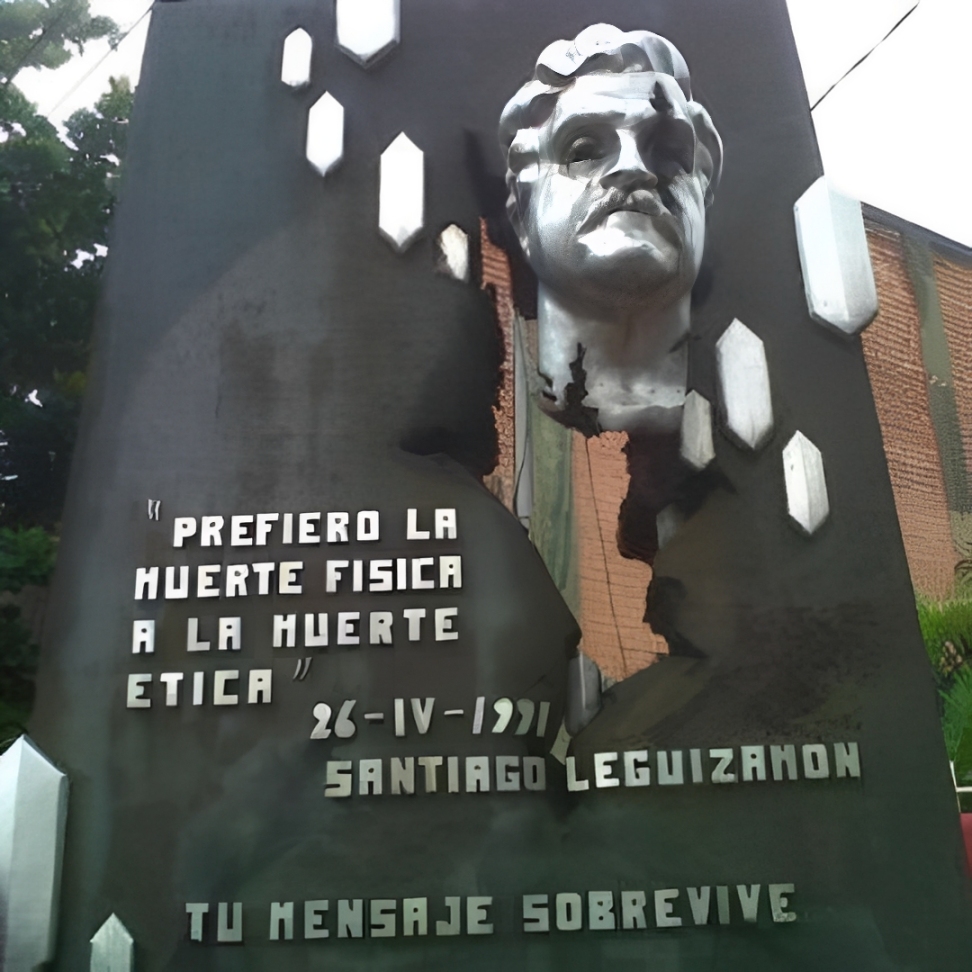 "PREFIERO LA
MUERTE FISICA
A LA MUERTE
ETICA"
26-IV-1991
SANTIAGO LEGUIZAMON
TU MENSAJE SOBREVIVE